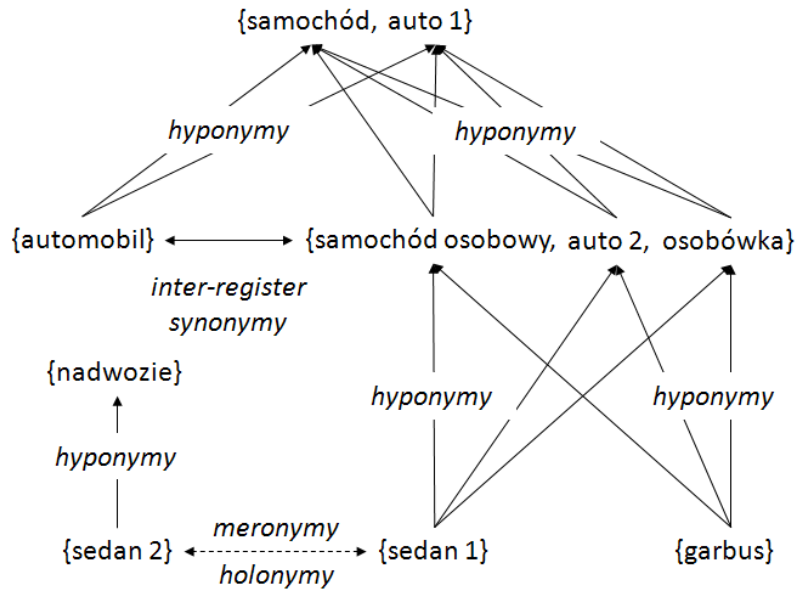 {samochód, auto 1}
hyponymy hyponymy
{automobil} {samochód osobowy, auto 2, osobówka}
inter-register
synonymy
{nadwozie}
hyponymy hyponymy
hyponymy
meronymy
{sedan 2} {sedan 1} {garbus}
holonymy